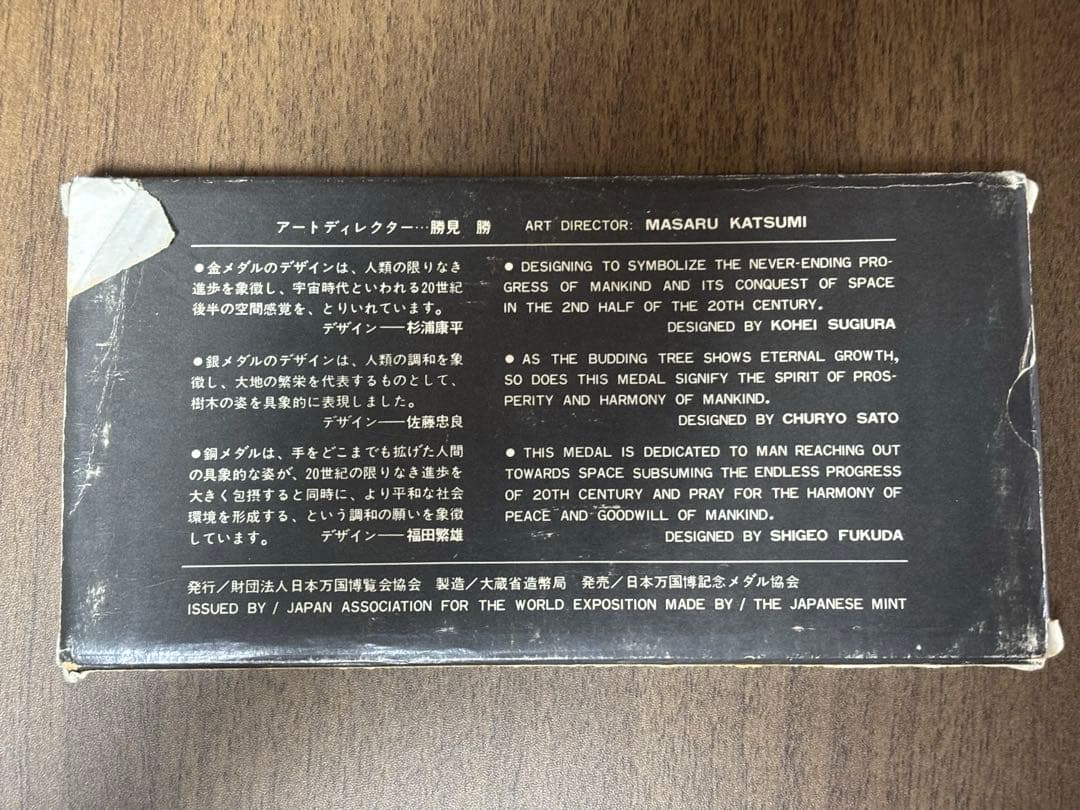 アートディレクター…勝見 勝 ART DIRECTOR: MASARU KATSUMI
●金メダルのデザインは、人類の限りなき
進歩を象徴し、宇宙時代といわれる20世紀
後半の空間感覚を、とりいれています。
デザイン──杉浦康平
● DESIGNING TO SYMBOLIZE THE NEVER-ENDING PRO-
GRESS OF MANKIND AND ITS CONQUEST OF SPACE
IN THE 2ND HALF OF THE 20TH CENTURY.
DESIGNED BY KOHEI SUGIURA
●銀メダルのデザインは、人類の調和を象
徴し、大地の繁栄を代表するものとして、
樹木の姿を具象的に表現しました。
デザイン──佐藤忠良
● AS THE BUDDING TREE SHOWS ETERNAL GROWTH,
SO DOES THIS MEDAL SIGNIFY THE SPIRIT OF PROS-
PERITY AND HARMONY OF MANKIND.
DESIGNED BY CHURYO SATO
●銅メダルは、手をどこまでも拡げた人間
の具象的な姿が、20世紀の限りなき進歩を
大きく包摂すると同時に、より平和な社会
環境を形成する、という調和の願いを象徴
しています。 デザイン──福田繁雄
● THIS MEDAL IS DEDICATED TO MAN REACHING OUT
TOWARDS SPACE SUBSUMING THE ENDLESS PROGRESS
OF 20TH CENTURY AND PRAY FOR THE HARMONY OF
PEACE AND GOODWILL OF MANKIND.
DESIGNED BY SHIGEO FUKUDA
発行／財団法人日本万国博覧会協会 製造／大蔵省造幣局 発売／日本万国博記念メダル協会
ISSUED BY / JAPAN ASSOCIATION FOR THE WORLD EXPOSITION MADE BY / THE JAPANESE MINT